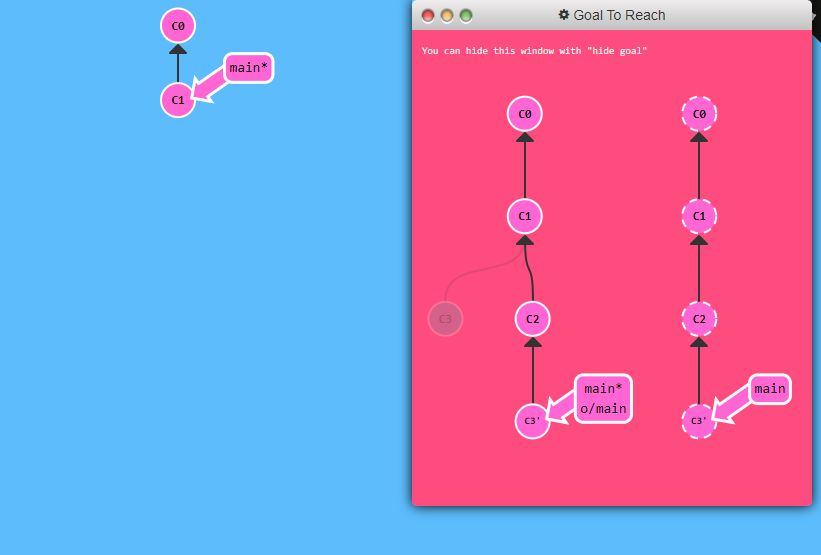 C0
main*
C1
Goal To Reach
You can hide this window with "hide goal"
C0
C1
C3
C2
main*
o/main
C3'
C0
C1
C2
main
C3'